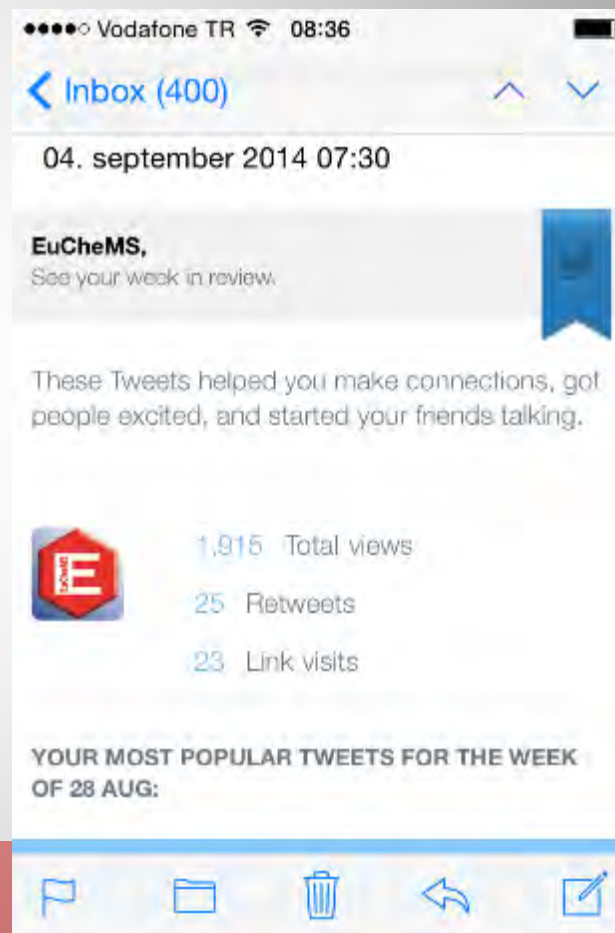 Vodafone TR 08:36
Inbox (400)
04. september 2014 07:30
EuCheMS,
See your week in review.
These Tweets helped you make connections, got
people excited, and started your friends talking.
EuCheMS
E
1,915 Total views
25 Retweets
23 Link visits
YOUR MOST POPULAR TWEETS FOR THE WEEK
OF 28 AUG: